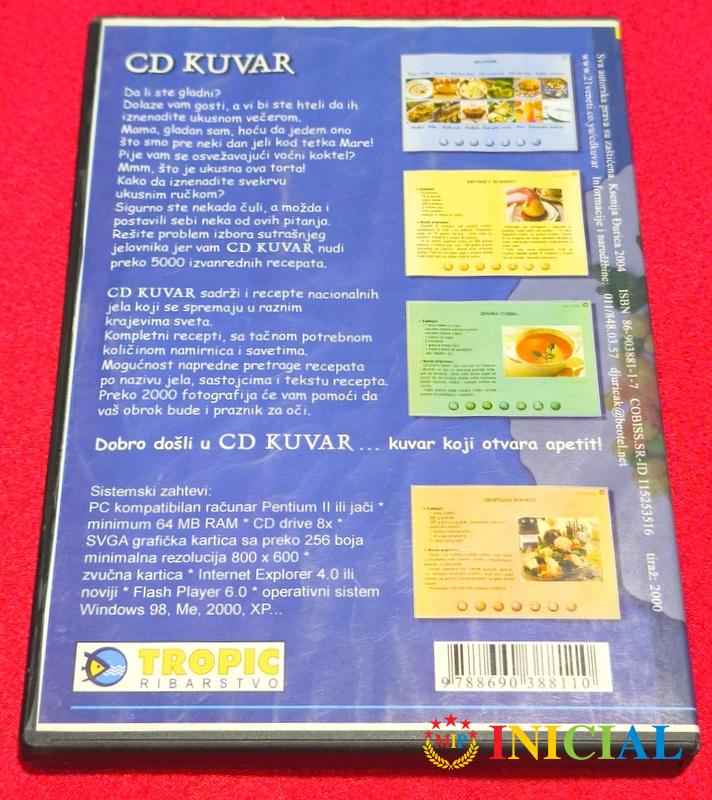 CD KUVAR
Da li ste gladni?
Dolaze vam gosti, a vi bi ste hteli da ih
iznenadite ukusnom večerom.
Mama, gladan sam, hoću da jedem ono
što smo pre neki dan jeli kod tetka Mare!
Pije vam se osvežavajući voćni koktel?
Mmm, što je ukusna ova torta!
Kako da iznenadite svekrvu
ukusnim ručkom?
Sigurno ste nekada čuli, a možda i
postavili sebi neka od ovih pitanja.
Rešite problem izbora sutrašnjeg
jelovnika jer vam CD KUVAR nudi
preko 5000 izvanrednih recepata.
CD KUVAR sadrži i recepte nacionalnih
jela koji se spremaju u raznim
krajevima sveta.
Kompletni recepti, sa tačnom potrebnom
količinom namirnica i savetima.
Mogućnost napredne pretrage recepata
po nazivu jela, sastojcima i tekstu recepta.
Preko 2000 fotografija će vam pomoći da
vaš obrok bude i praznik za oči.
Dobro došli u CD KUVAR... kuvar koji otvara apetit!
Sistemski zahtevi:
PC kompatibilan računar Pentium II ili jači *
minimum 64 MB RAM * CD drive 8x *
SVGA grafička kartica sa preko 256 boja
minimalna rezolucija 800 x 600 *
zvučna kartica * Internet Explorer 4.0 ili
noviji * Flash Player 6.0 * operativni sistem
Windows 98, Me, 2000, XP...
TROPIC
RIBARSTVO
9 788690 388110
Sva autorska prava su zaštićena. Ksenija Đurica 2004 ISBN 86-903881-1-7 COBISS.SR-ID 115253516 tiraž: 2000
www.21veneti.co.yu/cdkuvar Informacije i narudžbine: 011/848.03.57 djuricak@beotel.net
MIP
INICIAL